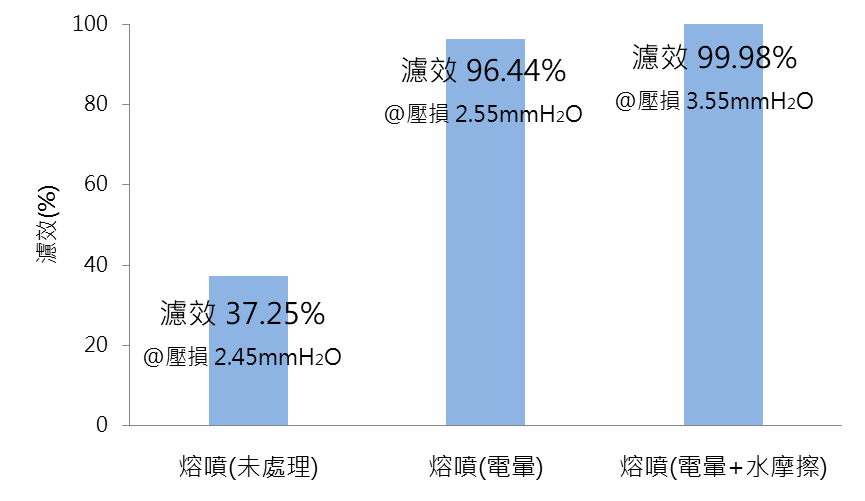 濾效(%)
100
80
60
40
20
0
濾效 37.25%
@壓損 2.45mmH2O
濾效 96.44%
@壓損 2.55mmH2O
濾效 99.98%
@壓損 3.55mmH2O
熔噴(未處理)
熔噴(電暈)
熔噴(電暈+水摩擦)